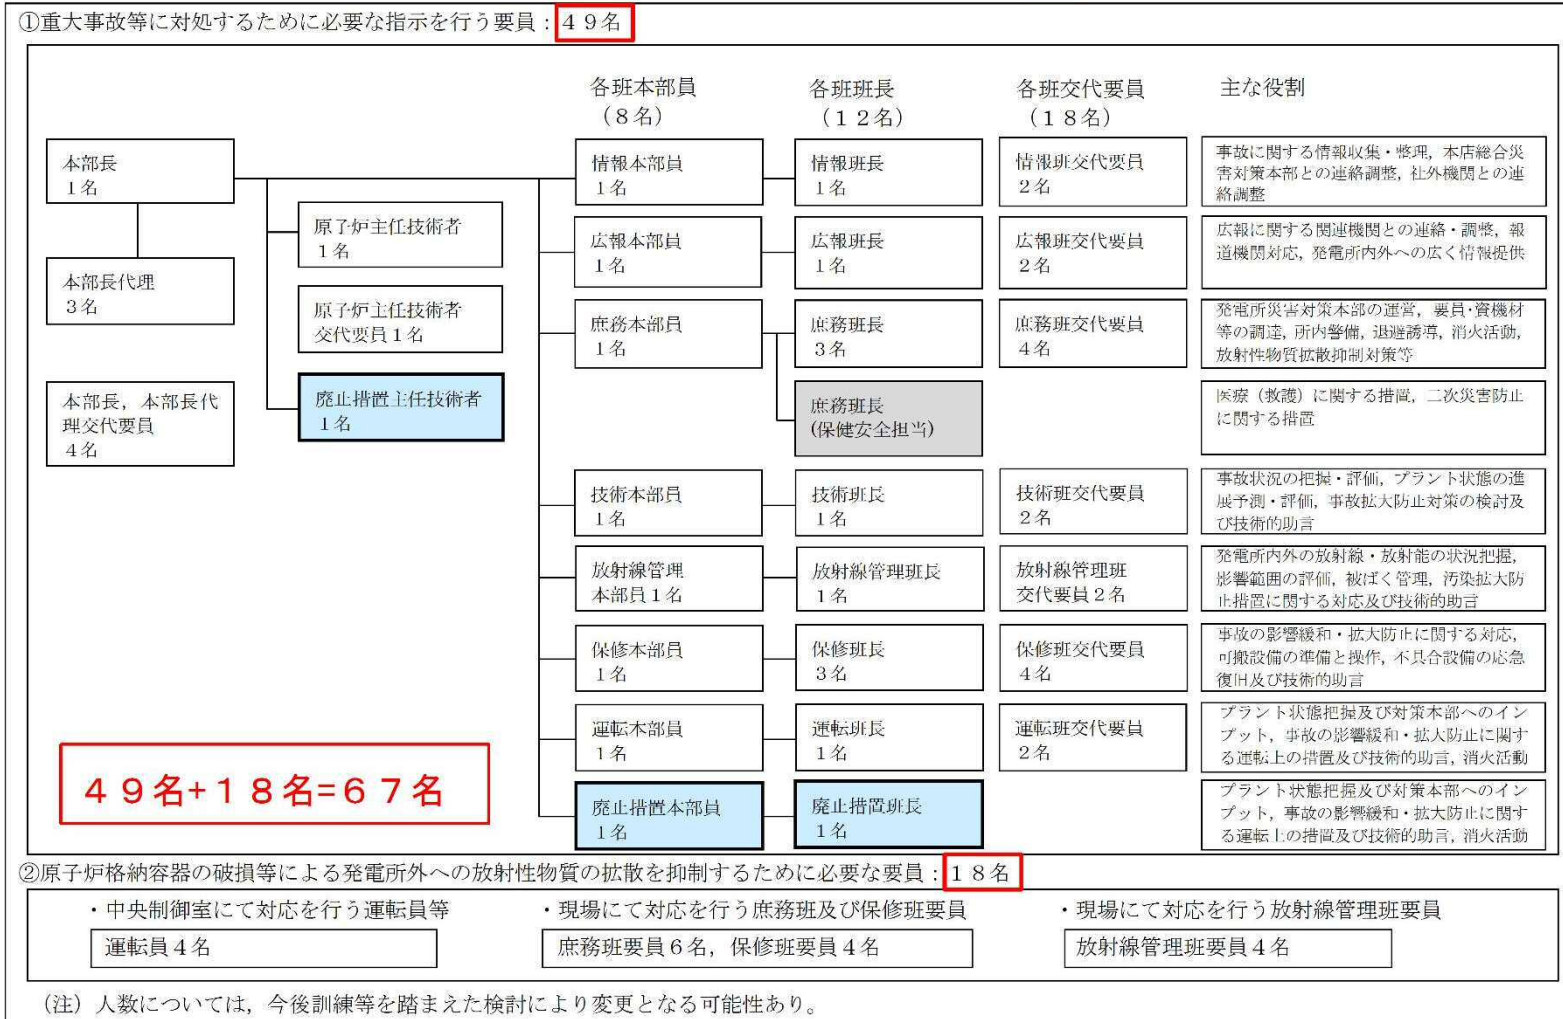 ①重大事故等に対処するために必要な指示を行う要員：４９名
各班本部員
（８名）
各班班長
（１２名）
各班交代要員
（１８名）
主な役割
本部長
１名
本部長代理
３名
本部長，本部長代
理交代要員
４名
原子炉主任技術者
１名
原子炉主任技術者
交代要員１名
廃止措置主任技術者
１名
情報本部員
１名
情報班長
１名
情報班交代要員
２名
事故に関する情報収集・整理，本店総合災
害対策本部との連絡調整，社外機関との連
絡調整
広報本部員
１名
広報班長
１名
広報班交代要員
２名
広報に関する関連機関との連絡・調整，報
道機関対応，発電所内外への広く情報提供
庶務本部員
１名
庶務班長
３名
庶務班交代要員
４名
発電所災害対策本部の運営，要員・資機材
等の調達，所内警備，退避誘導，消火活動，
放射性物質拡散抑制対策等
庶務班長
(保健安全担当)
医療（救護）に関する措置，二次災害防止
に関する措置
技術本部員
１名
技術班長
１名
技術班交代要員
２名
事故状況の把握・評価，プラント状態の進
展予測・評価，事故拡大防止対策の検討及
び技術的助言
放射線管理
本部員１名
放射線管理班長
１名
放射線管理班
交代要員２名
発電所内外の放射線・放射能の状況把握，
影響範囲の評価，被ばく管理，汚染拡大防
止措置に関する対応及び技術的助言
保修本部員
１名
保修班長
３名
保修班交代要員
４名
事故の影響緩和・拡大防止に関する対応，
可搬設備の準備と操作，不具合設備の応急
復旧及び技術的助言
運転本部員
１名
運転班長
１名
運転班交代要員
２名
プラント状態把握及び対策本部へのイン
プット，事故の影響緩和・拡大防止に関す
る運転上の措置及び技術的助言，消火活動
廃止措置本部員
１名
廃止措置班長
１名
プラント状態把握及び対策本部へのイン
プット，事故の影響緩和・拡大防止に関す
る運転上の措置及び技術的助言，消火活動
４９名+１８名=６７名
②原子炉格納容器の破損等による発電所外への放射性物質の拡散を抑制するために必要な要員：１８名
・中央制御室にて対応を行う運転員等
運転員４名
・現場にて対応を行う庶務班及び保修班要員
庶務班要員６名，保修班要員４名
・現場にて対応を行う放射線管理班要員
放射線管理班要員４名
（注）人数については，今後訓練等を踏まえた検討により変更となる可能性あり。